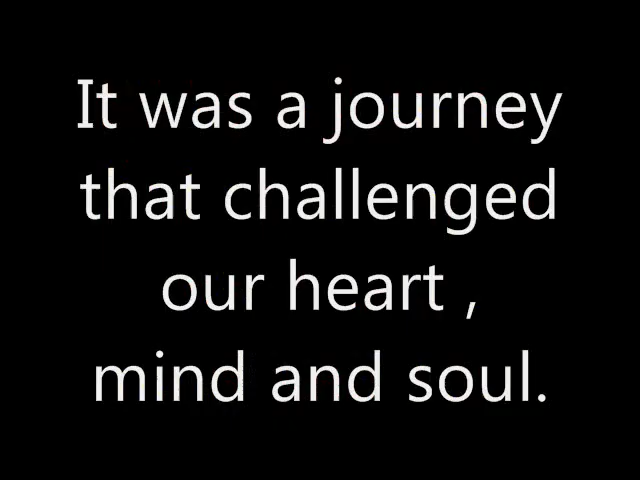 It was a journey
that challenged
our heart ,
mind and soul.